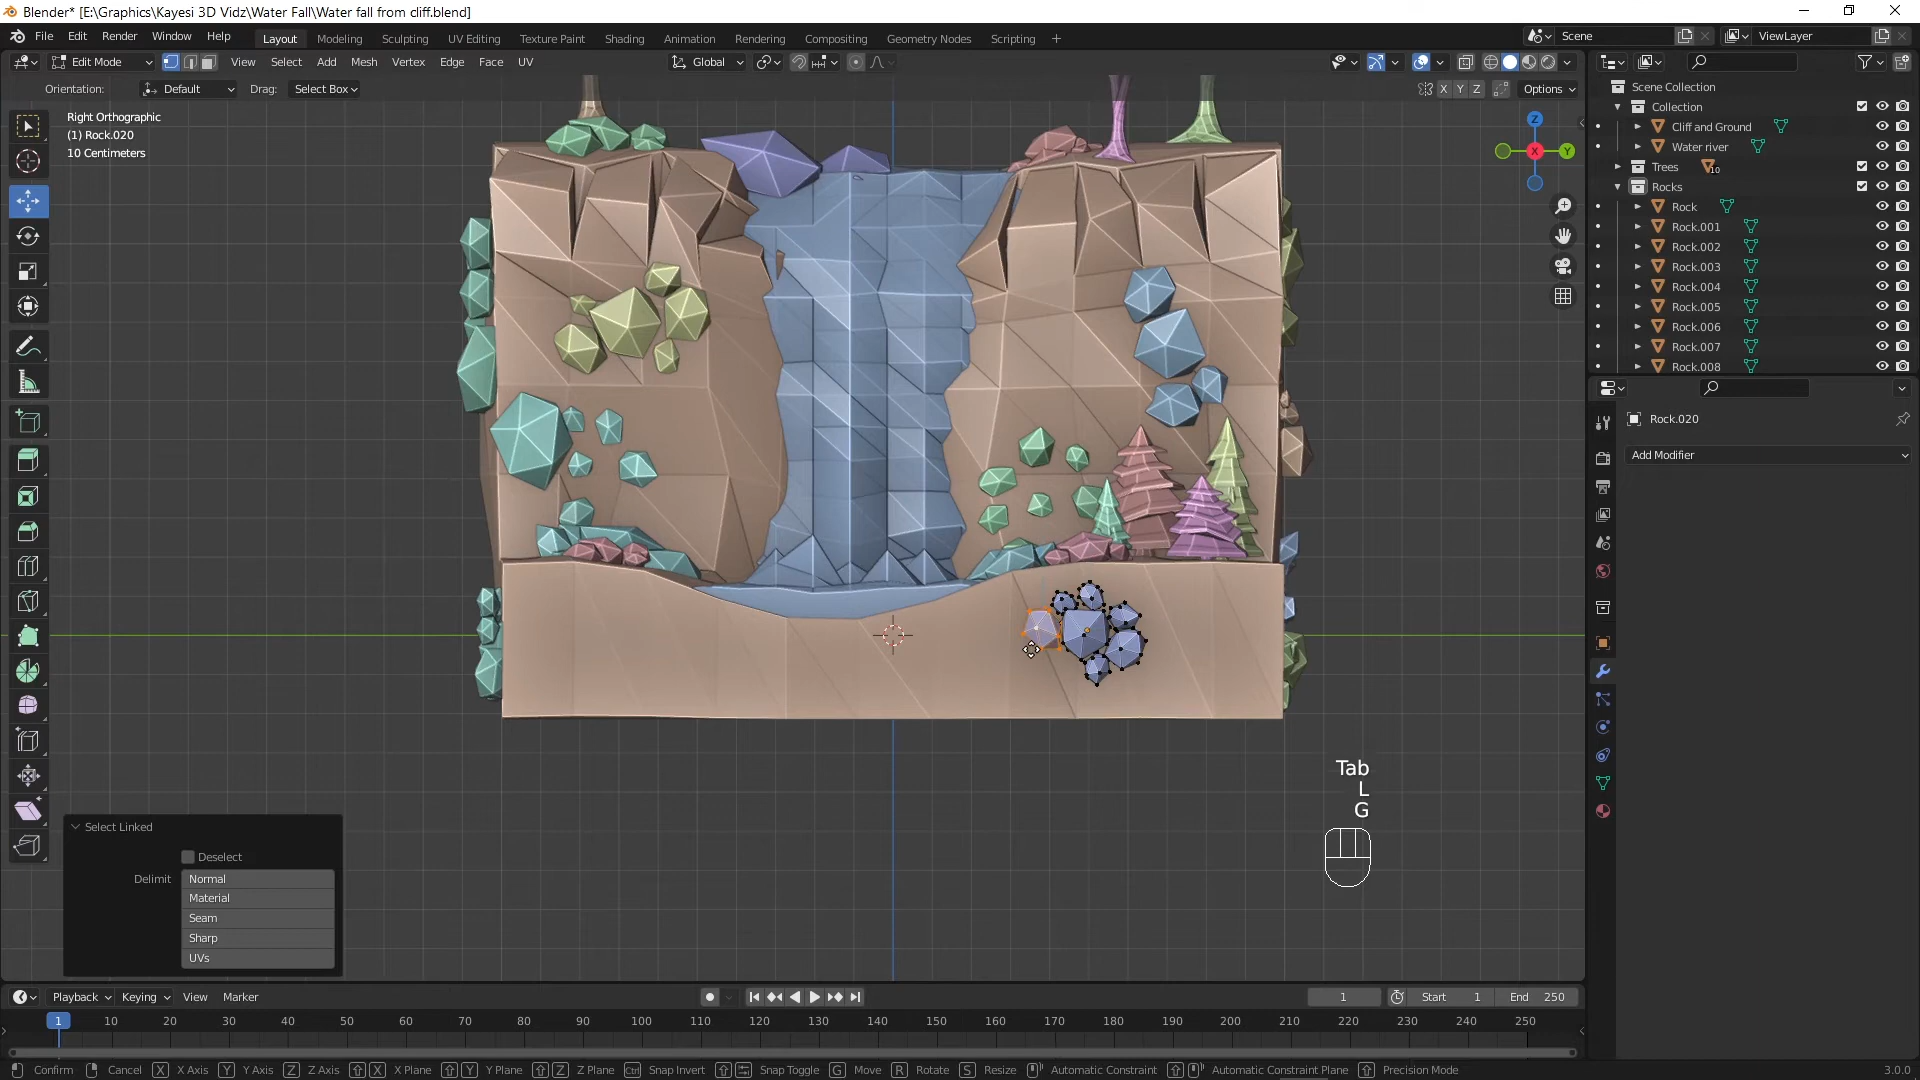 Blender* [E:\Graphics\Kayesi 3D Vidz\Water Fall\Water fall from cliff.blend]
File Edit Render Window Help Layout Modeling Sculpting UV Editing Texture Paint Shading Animation Rendering Compositing Geometry Nodes Scripting + Scene ViewLayer
Edit Mode View Select Add Mesh Vertex Edge Face UV Global
Orientation: Default Drag: Select Box X Y Z Options
Right Orthographic
(1) Rock.020
10 Centimeters
Z
X
Y
Scene Collection
Collection
Cliff and Ground
Water river
Trees 10
Rocks
Rock
Rock.001
Rock.002
Rock.003
Rock.004
Rock.005
Rock.006
Rock.007
Rock.008
Rock.020
Add Modifier
Tab
L
G
Select Linked
Deselect
Delimit Normal
Material
Seam
Sharp
UVs
Playback Keying View Marker 1 Start 1 End 250
1 10 20 30 40 50 60 70 80 90 100 110 120 130 140 150 160 170 180 190 200 210 220 230 240 250
Confirm Cancel X X Axis Y Y Axis Z Z Axis X X Plane Y Y Plane Z Z Plane Ctrl Snap Invert Snap Toggle G Move R Rotate S Resize Automatic Constraint Automatic Constraint Plane Precision Mode 3.0.0